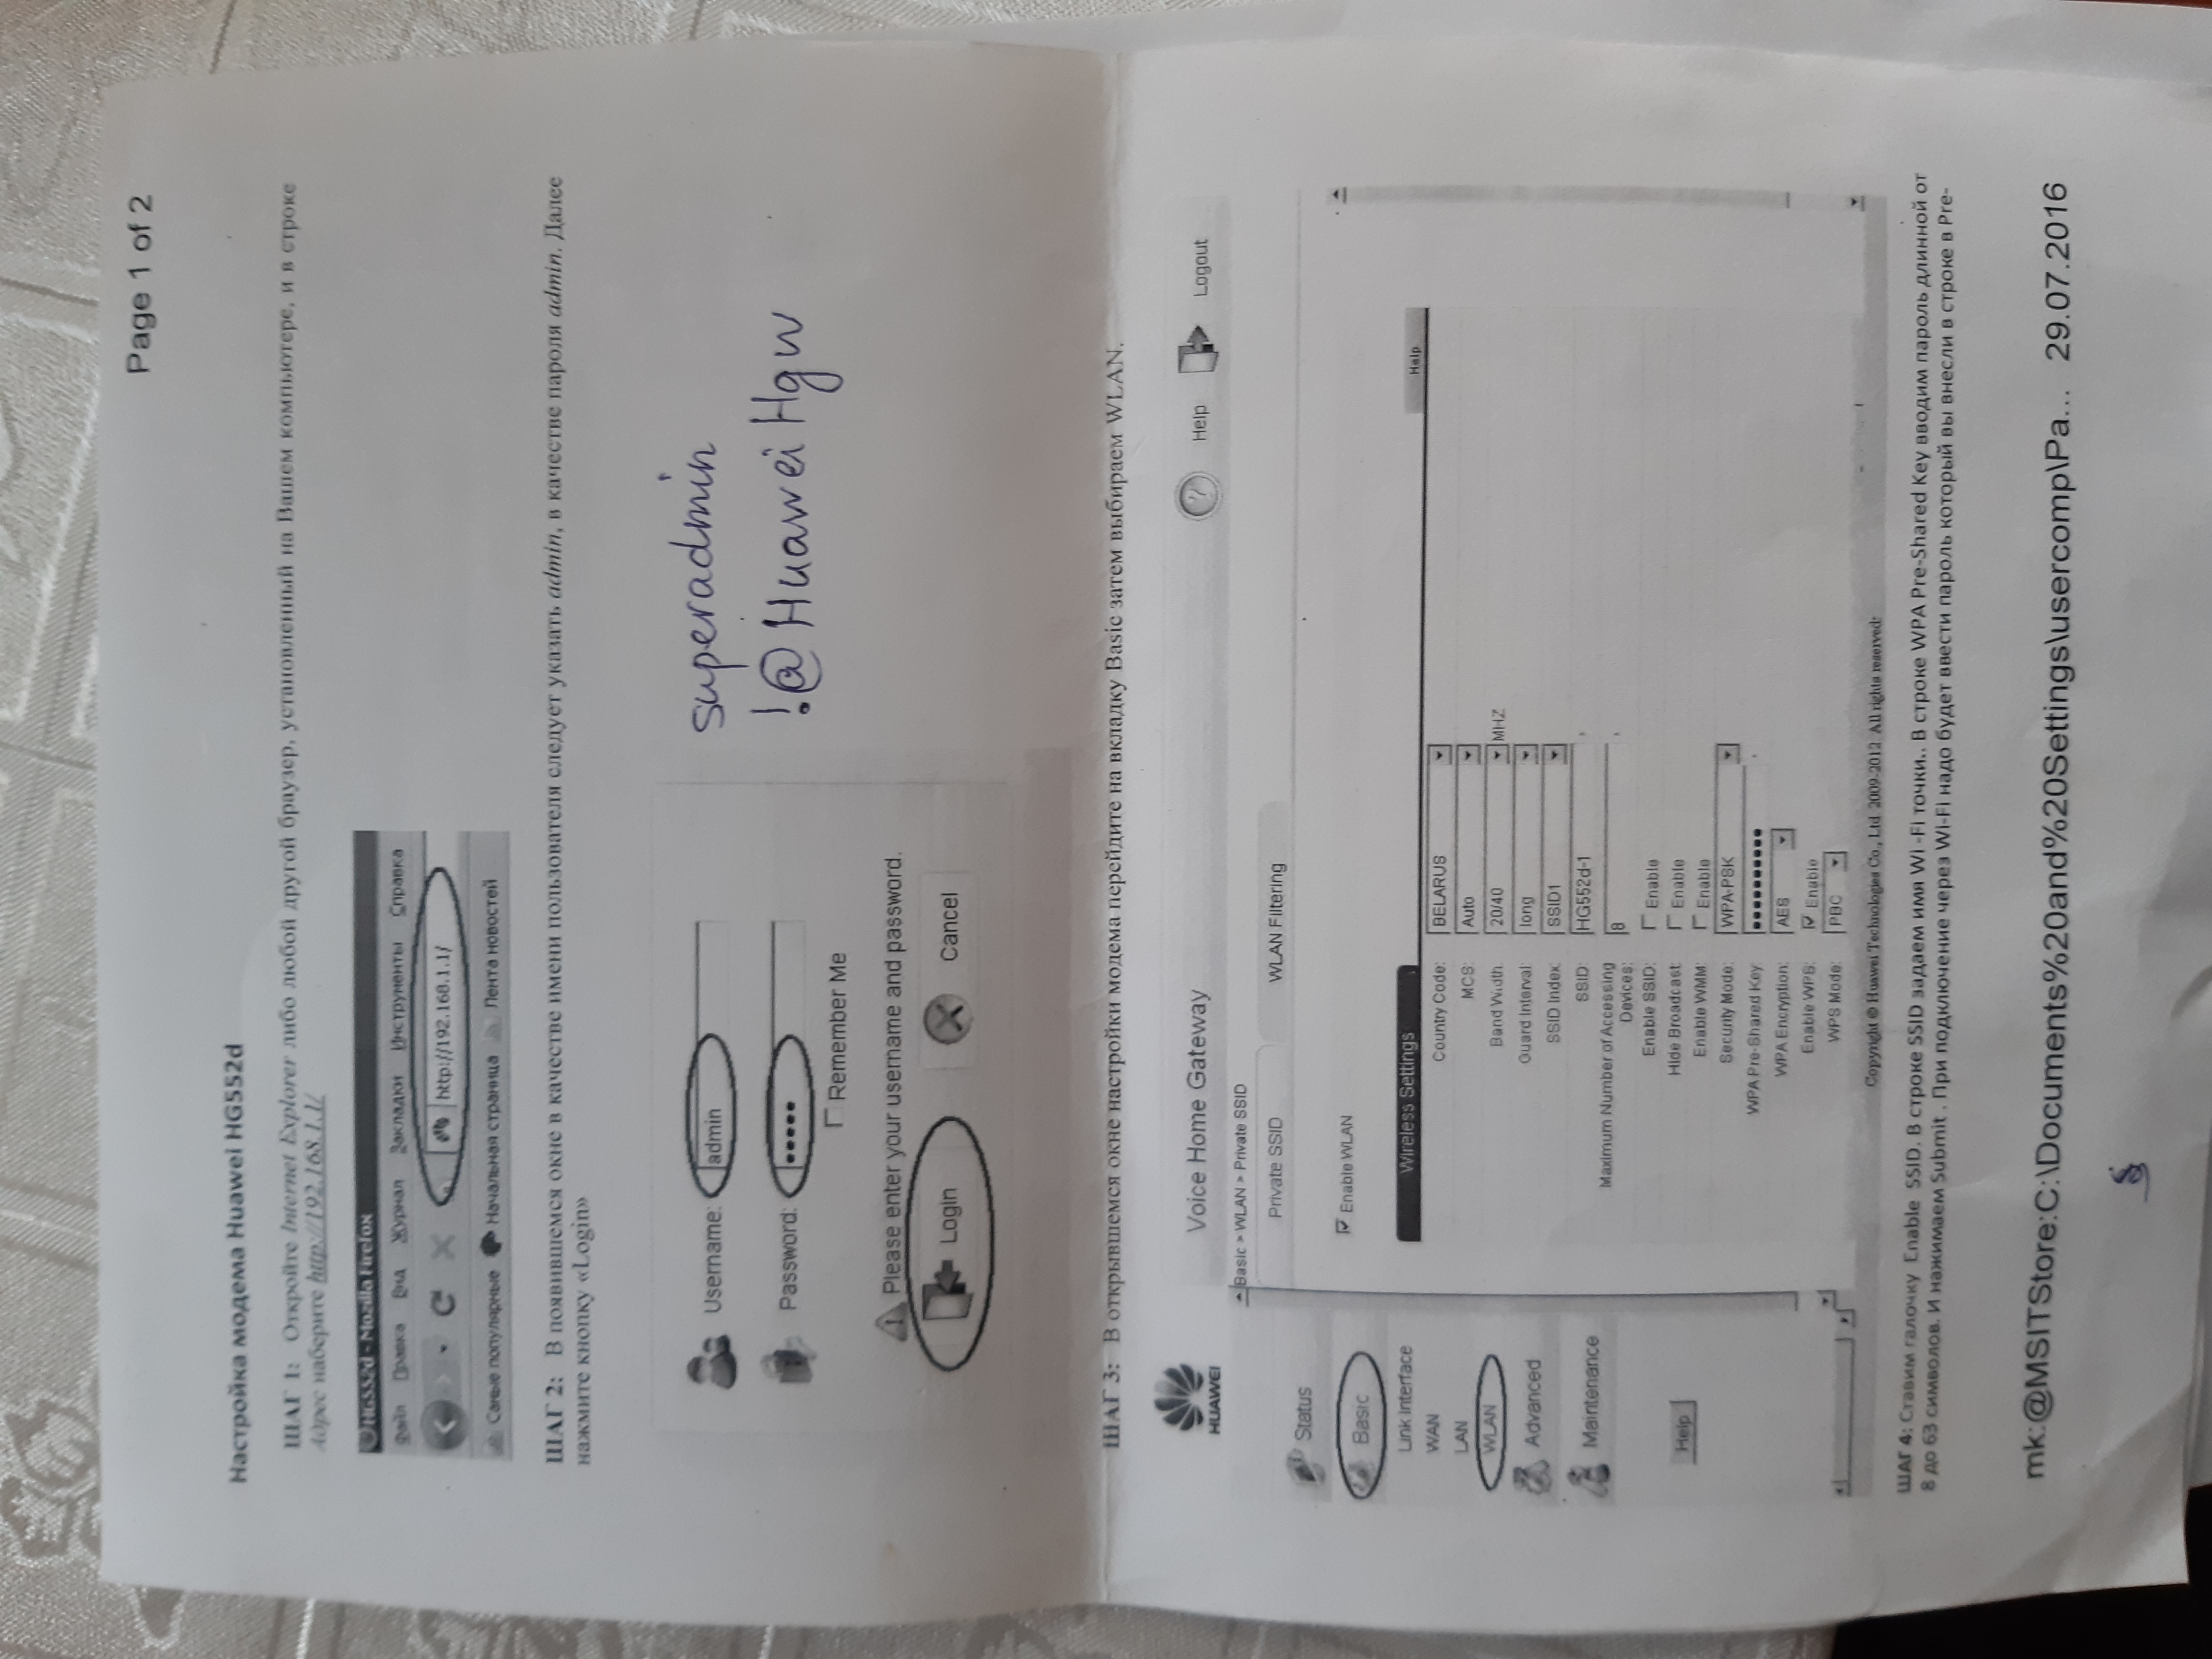 Page 1 of 2
Настройка модема Huawei HG552d
ШАГ 1: Откройте Internet Explorer либо любой другой браузер, установленный на Вашем компьютере, и в строке
Адрес наберите http://192.168.1.1/
HG552d - Mozilla Firefox
Файл Правка Вид Журнал Закладки Инструменты Справка
http://192.168.1.1/
Самые популярные Начальная страница Лента новостей
ШАГ 2: В появившемся окне в качестве имени пользователя следует указать admin, в качестве пароля admin. Далее
нажмите кнопку «Login»
Username: admin
superadmin
Password: •••••
!@HuaweiHgw
Remember Me
Please enter your username and password.
Login Cancel
ШАГ 3: В открывшемся окне настройки модема перейдите на вкладку Basic затем выбираем WLAN.
HUAWEI
Voice Home Gateway Help Logout
Basic > WLAN > Private SSID
Private SSID WLAN Filtering
Status
Basic
Link Interface
WAN
LAN
WLAN
Advanced
Maintenance
Help
Enable WLAN
Wireless Settings Help
Country Code: BELARUS
MCS: Auto
Band Width: 20/40 MHZ
Guard Interval: long
SSID Index: SSID1
SSID: HG552d-1
Maximum Number of Accessing
Devices: 8
Enable SSID: Enable
Hide Broadcast: Enable
Enable WMM: Enable
Security Mode: WPA-PSK
WPA Pre-Shared Key: ••••••••••
WPA Encryption: AES
Enable WPS: Enable
WPS Mode: PBC
Copyright © Huawei Technologies Co., Ltd. 2009-2012. All rights reserved.
ШАГ 4: Ставим галочку Enable SSID. В строке SSID задаем имя Wi -Fi точки.. В строке WPA Pre-Shared Key вводим пароль длинной от
8 до 63 символов. И нажимаем Submit . При подключение через Wi-Fi надо будет ввести пароль который вы внесли в строке в Pre-
mk:@MSITStore:C:\Documents%20and%20Settings\usercomp\Pa... 29.07.2016